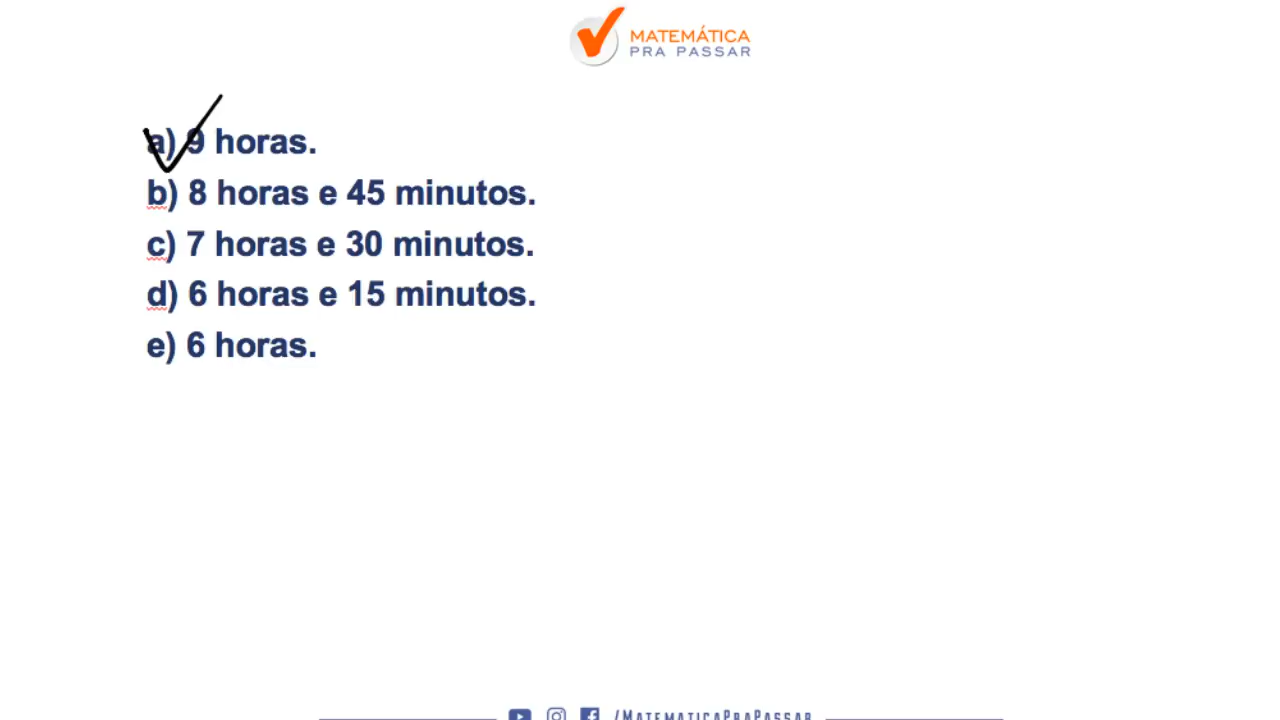 MATEMÁTICA
PRA PASSAR
a) 9 horas.
b) 8 horas e 45 minutos.
c) 7 horas e 30 minutos.
d) 6 horas e 15 minutos.
e) 6 horas.
/MATEMATICAPRAPASSAR